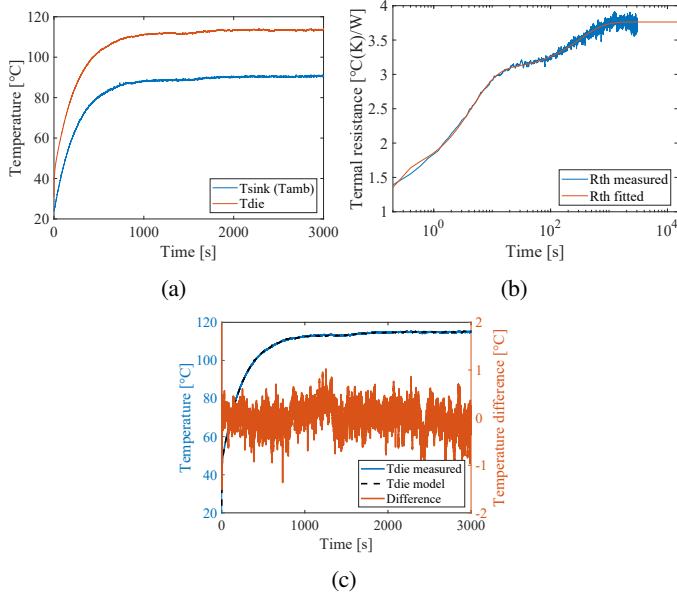 120
100
80
60
40
20
Temperature [°C]
Tsink (Tamb)
Tdie
0
1000
2000
3000
Time [s]
(a)
4
3.5
3
2.5
2
1.5
1
Termal resistance [°C(K)/W]
Rth measured
Rth fitted
10^0
10^2
10^4
Time [s]
(b)
120
100
80
60
40
20
Temperature [°C]
2
1
0
-1
-2
Temperature difference [°C]
Tdie measured
Tdie model
Difference
0
1000
2000
3000
Time [s]
(c)